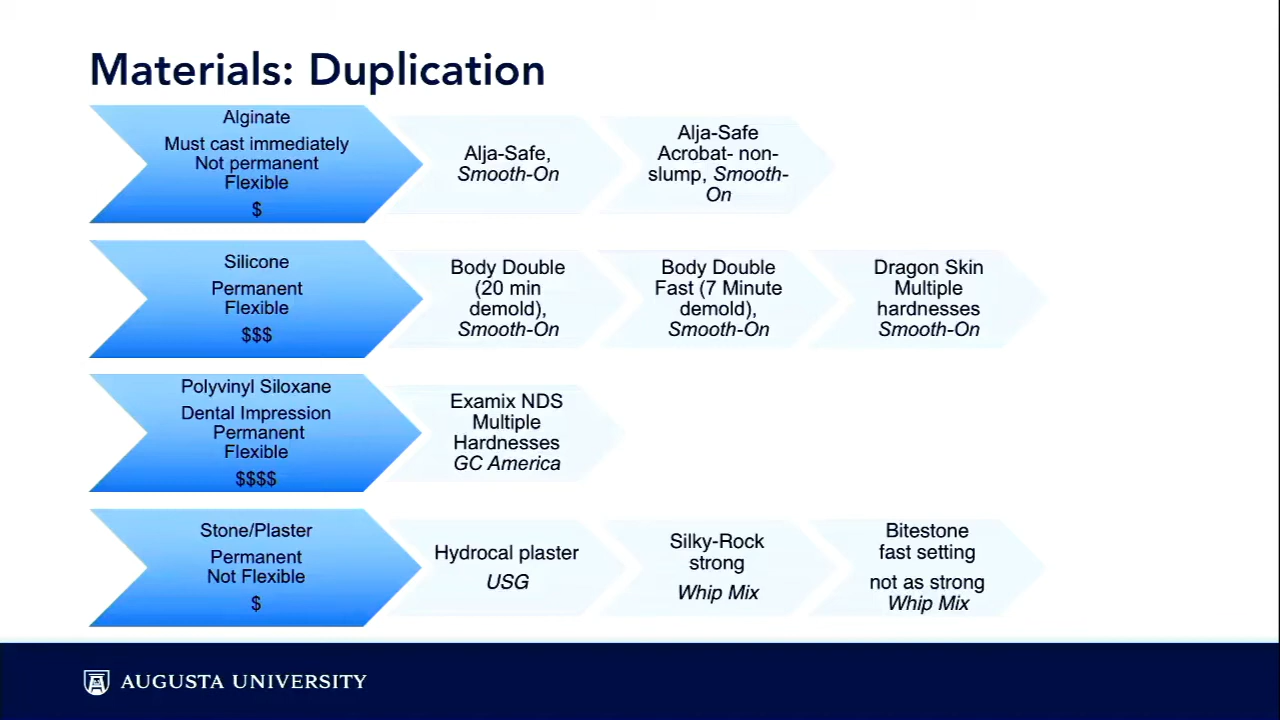 Materials: Duplication
Alginate
Must cast immediately
Not permanent
Flexible
$
Alja-Safe,
Smooth-On
Alja-Safe
Acrobat- non-
slump, Smooth-
On
Silicone
Permanent
Flexible
$$$
Body Double
(20 min
demold),
Smooth-On
Body Double
Fast (7 Minute
demold),
Smooth-On
Dragon Skin
Multiple
hardnesses
Smooth-On
Polyvinyl Siloxane
Dental Impression
Permanent
Flexible
$$$$
Examix NDS
Multiple
Hardnesses
GC America
Stone/Plaster
Permanent
Not Flexible
$
Hydrocal plaster
USG
Silky-Rock
strong
Whip Mix
Bitestone
fast setting
not as strong
Whip Mix
AUGUSTA UNIVERSITY